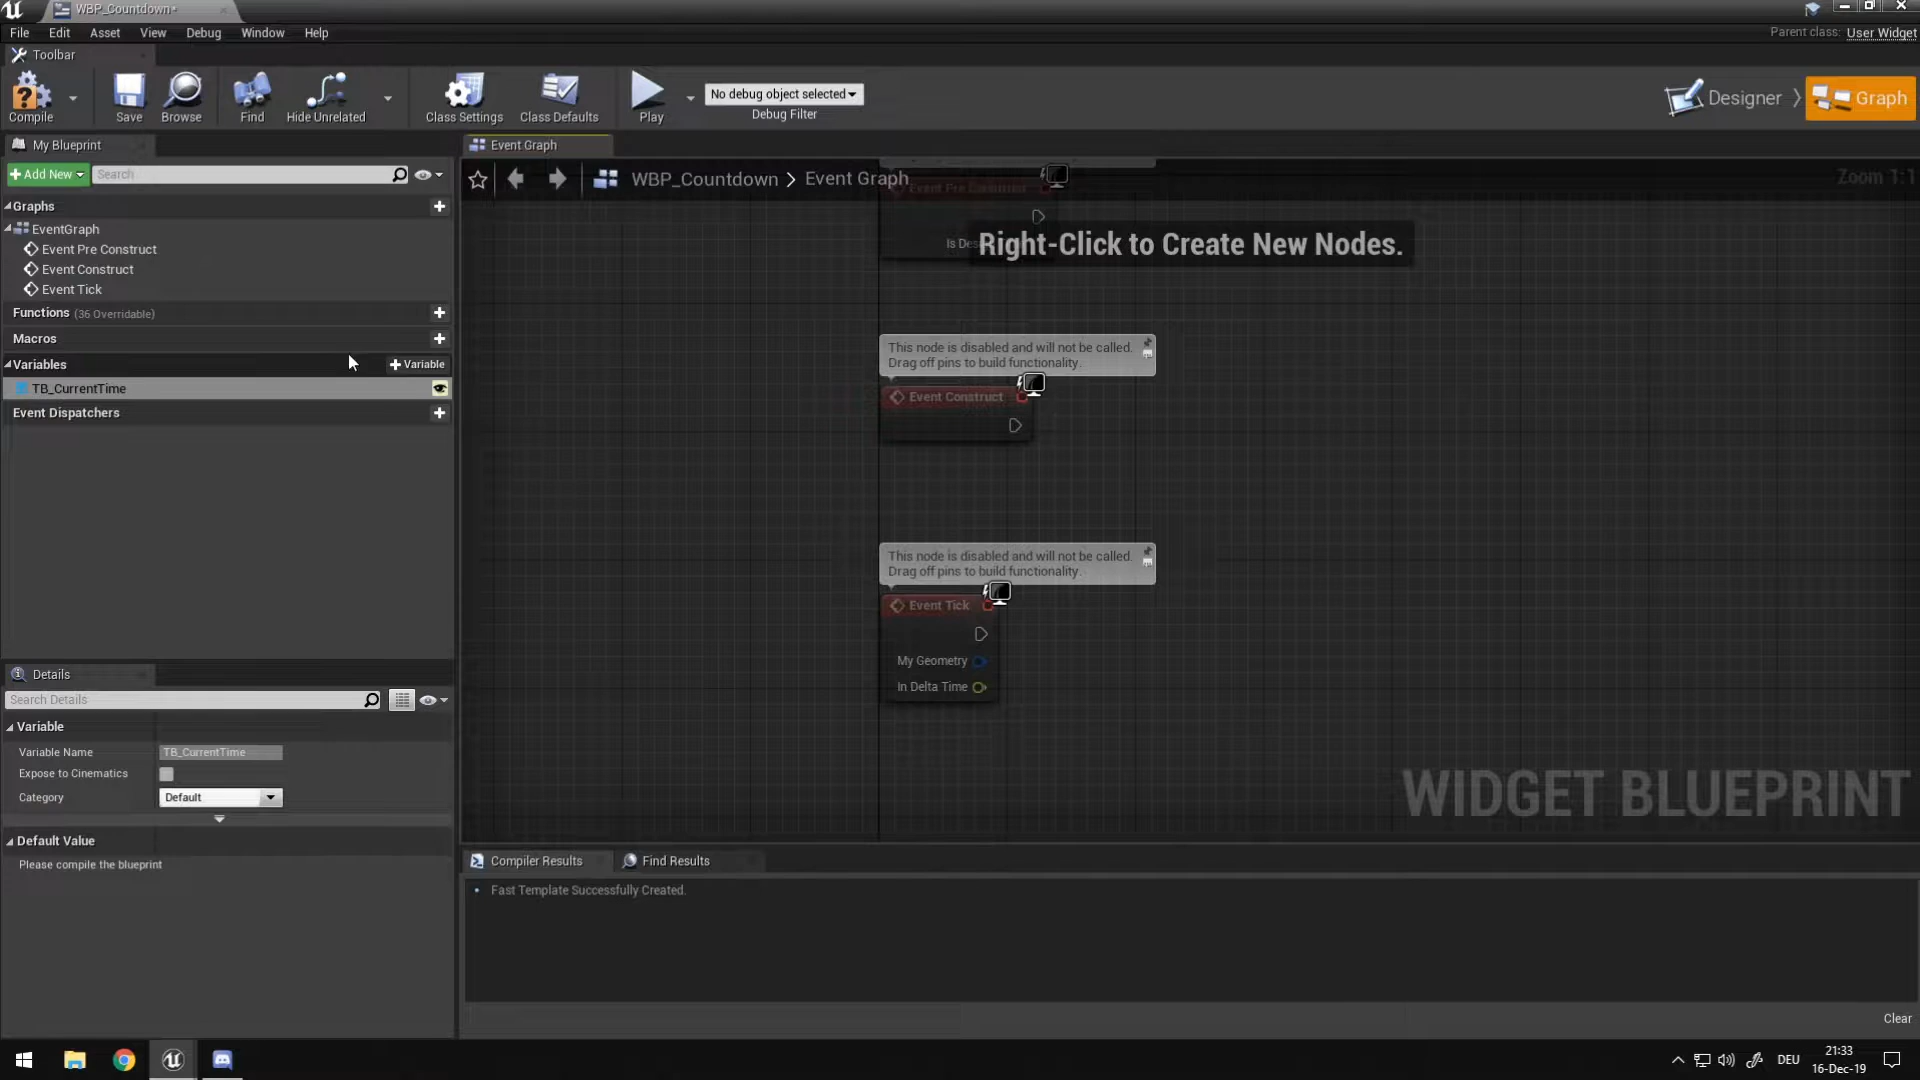 WBP_Countdown*
File Edit Asset View Debug Window Help
Parent class: User Widget
Toolbar
Compile Save Browse Find Hide Unrelated Class Settings Class Defaults Play
No debug object selected
Debug Filter
Designer Graph
My Blueprint
Event Graph
Add New Search
WBP_Countdown > Event Graph
Zoom 1:1
Event Pre Construct
Graphs
EventGraph
Event Pre Construct
Right-Click to Create New Nodes.
Event Construct
Event Tick
Functions (36 Overridable)
Macros
Variables
Variable
TB_CurrentTime
Event Dispatchers
This node is disabled and will not be called.
Drag off pins to build functionality.
Event Construct
This node is disabled and will not be called.
Drag off pins to build functionality.
Event Tick
My Geometry
In Delta Time
WIDGET BLUEPRINT
Details
Search Details
Variable
Variable Name TB_CurrentTime
Expose to Cinematics
Category Default
Default Value
Please compile the blueprint
Compiler Results Find Results
Fast Template Successfully Created.
Clear
DEU
21:33
16-Dec-19